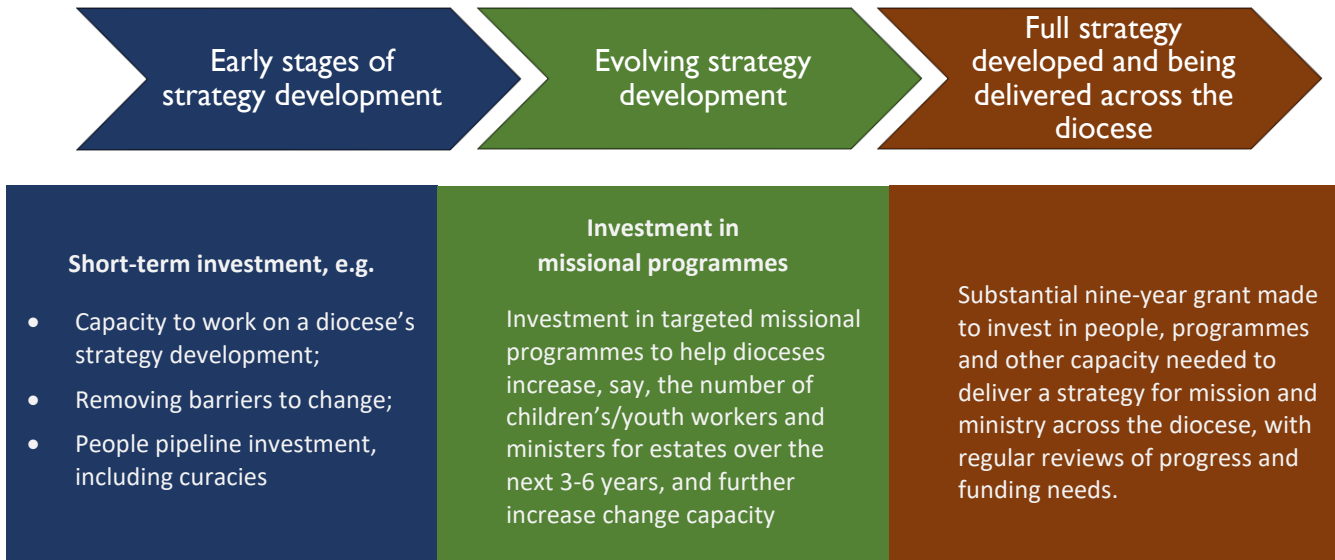 Early stages of
strategy development
Evolving strategy
development
Full strategy
developed and being
delivered across the
diocese
Short-term investment, e.g.
• Capacity to work on a diocese’s
strategy development;
• Removing barriers to change;
• People pipeline investment,
including curacies
Investment in
missional programmes
Investment in targeted missional
programmes to help dioceses
increase, say, the number of
children’s/youth workers and
ministers for estates over the
next 3-6 years, and further
increase change capacity
Substantial nine-year grant made
to invest in people, programmes
and other capacity needed to
deliver a strategy for mission and
ministry across the diocese, with
regular reviews of progress and
funding needs.